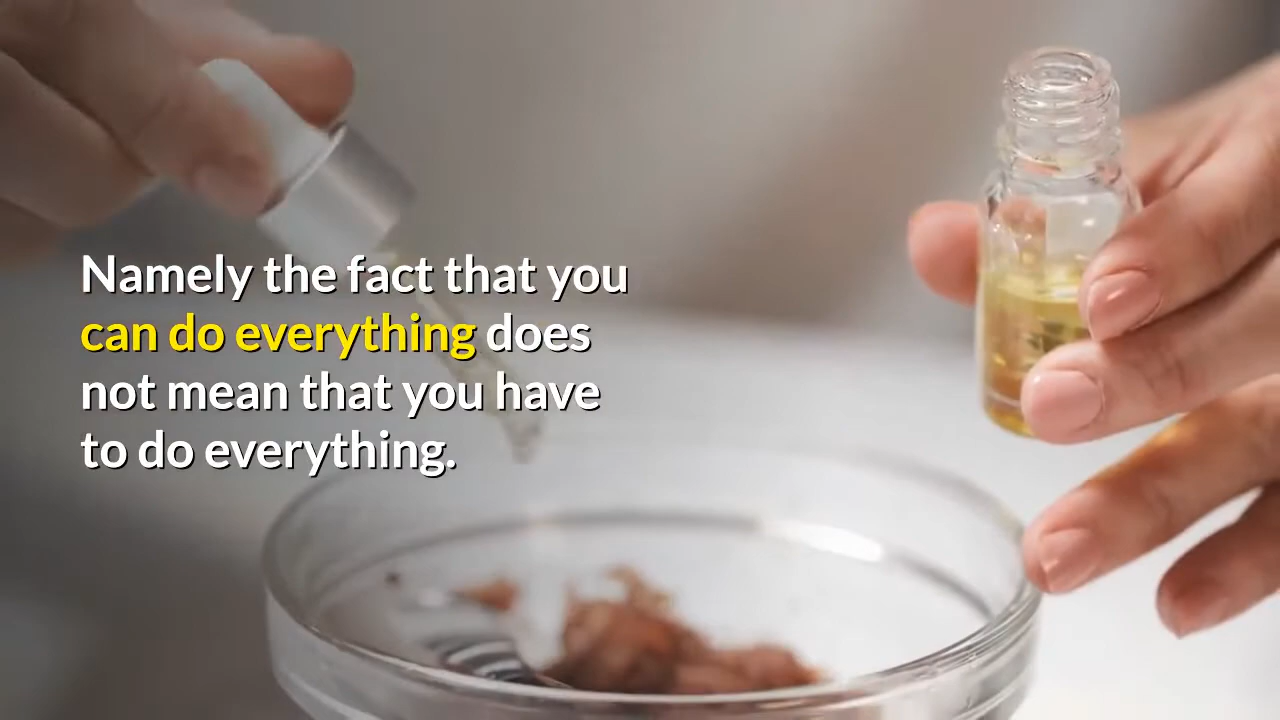 Namely the fact that you
can do everything does
not mean that you have
to do everything.